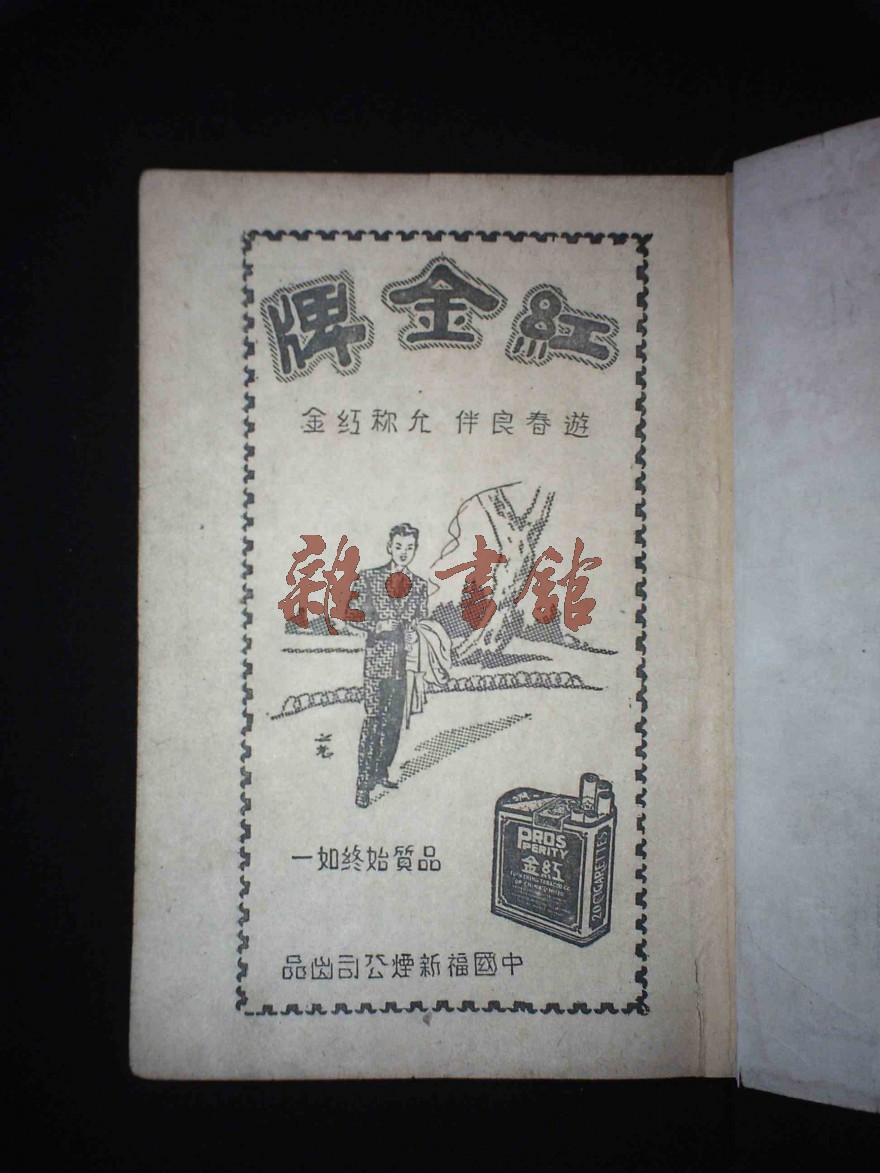 紅金牌
遊春良伴 允称紅金
雜·書館
PROS
PERITY
金紅
20 CIGARETTES
品質始終如一
中國福新煙公司出品